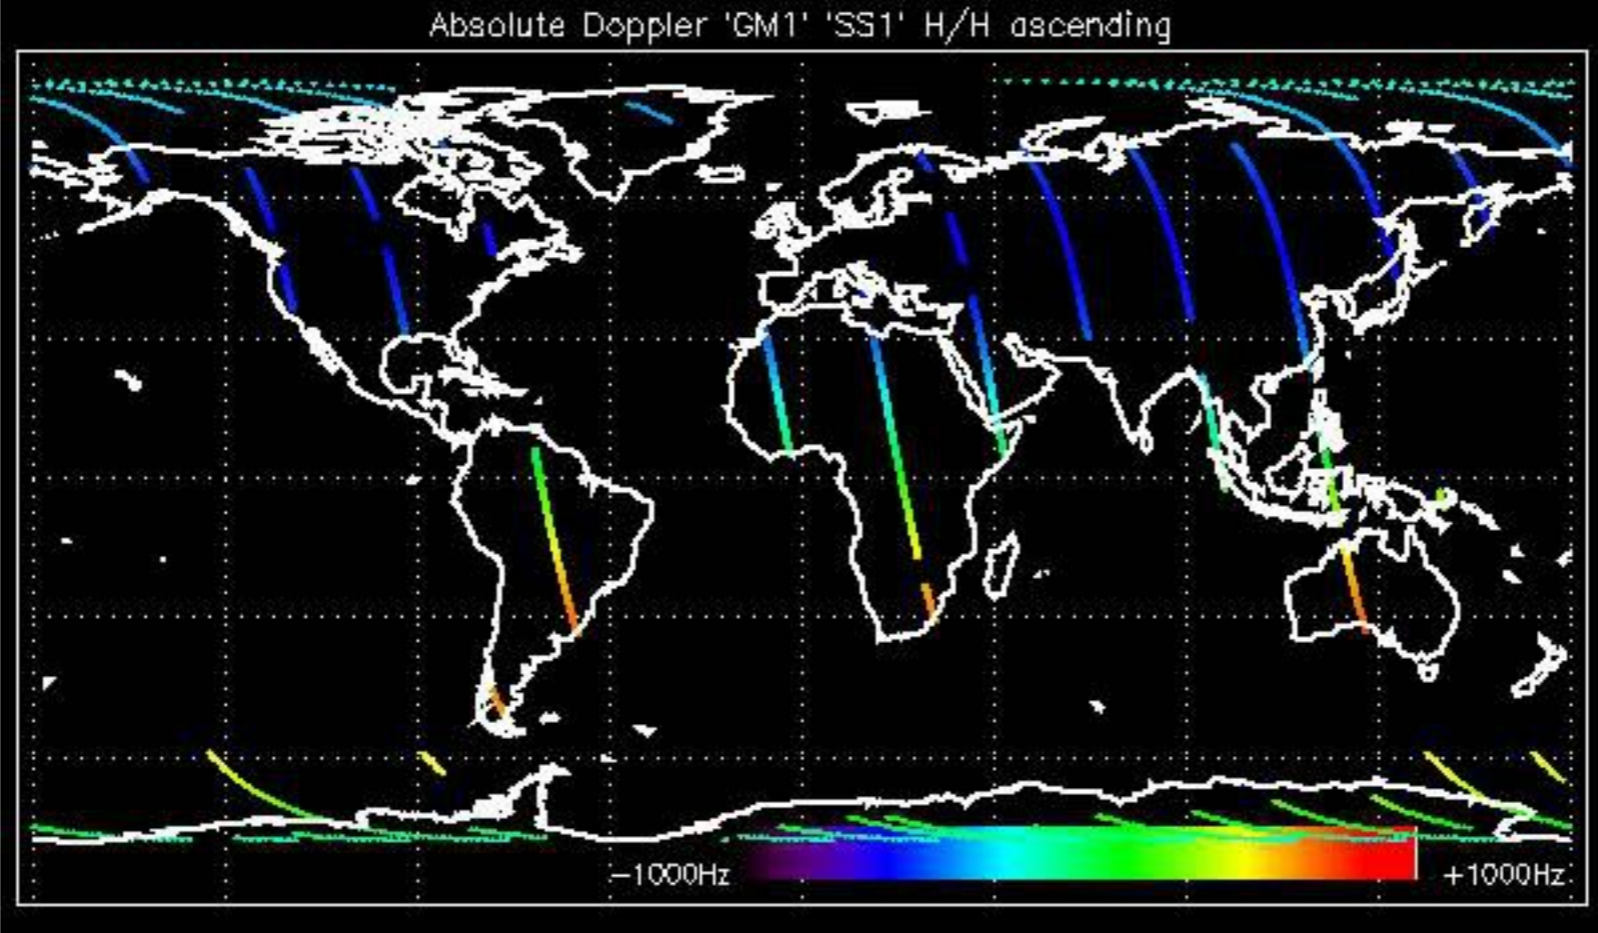 Absolute Doppler 'GM1' 'SS1' H/H ascending
-1000Hz +1000Hz